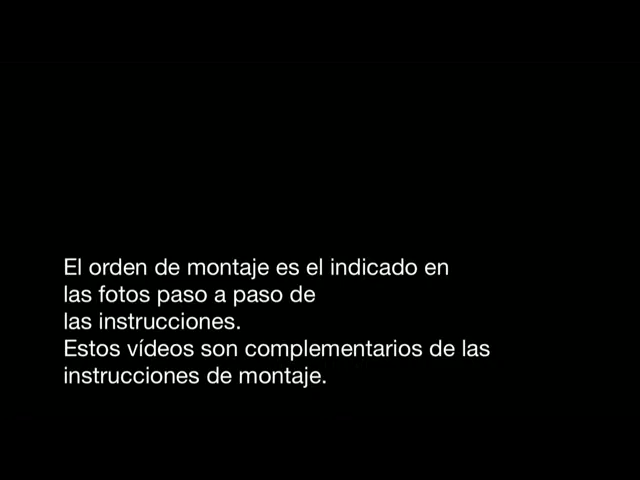 El orden de montaje es el indicado en
las fotos paso a paso de
las instrucciones.
Estos vídeos son complementarios de las
instrucciones de montaje.